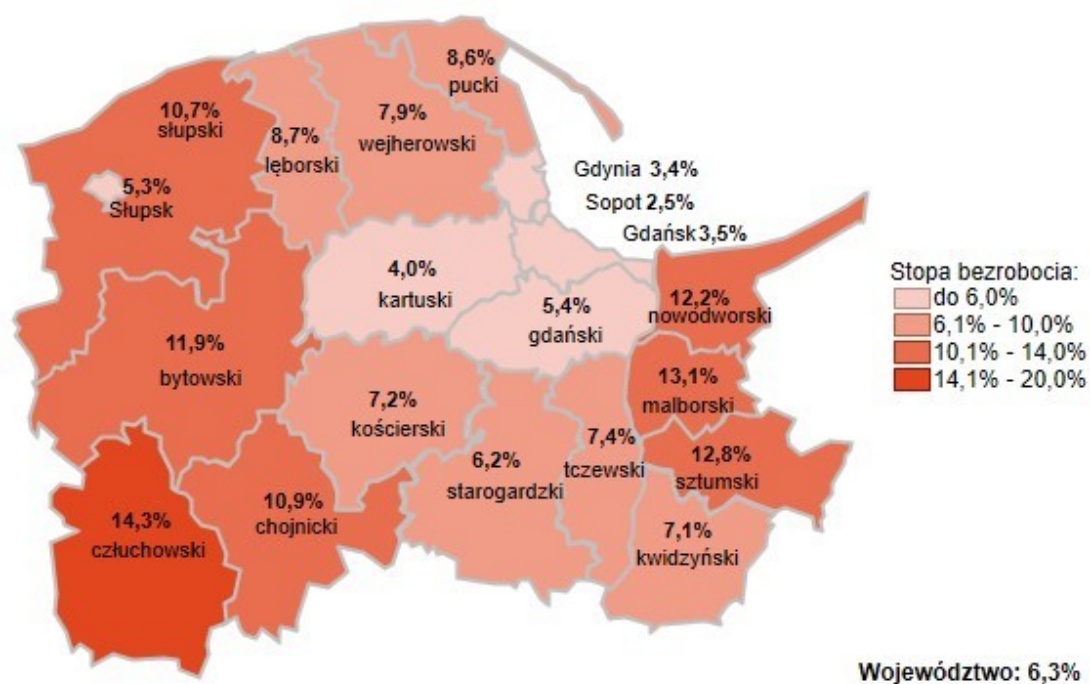 8,6%
pucki
10,7%
słupski
7,9%
wejherowski
8,7%
lęborski
Gdynia 3,4%
5,3%
Słupsk
Sopot 2,5%
Gdańsk 3,5%
4,0%
kartuski
5,4%
gdański
12,2%
nowodworski
Stopa bezrobocia:
do 6,0%
6,1% - 10,0%
10,1% - 14,0%
14,1% - 20,0%
11,9%
bytowski
13,1%
malborski
7,2%
kościerski
7,4%
tczewski
6,2%
starogardzki
12,8%
sztumski
10,9%
chojnicki
14,3%
człuchowski
7,1%
kwidzyński
Województwo: 6,3%